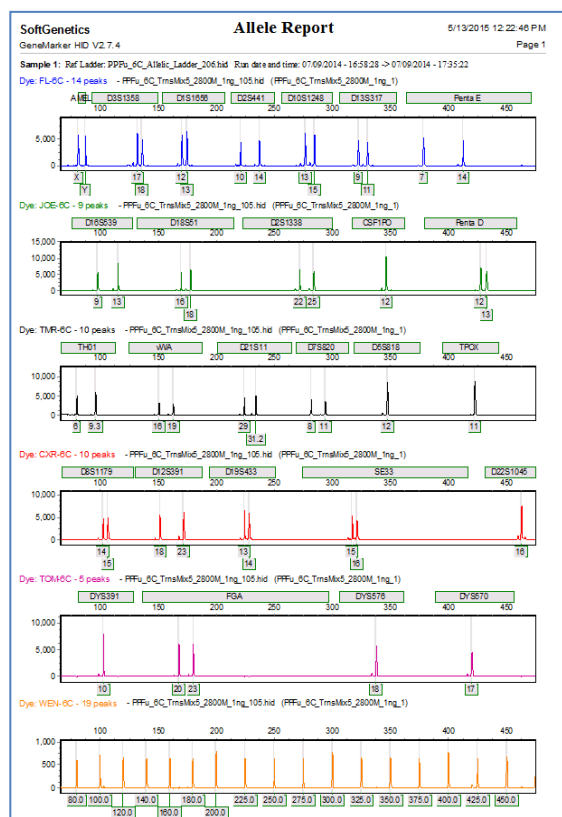 SoftGenetics Allele Report 5/13/2015 12:22:46 PM
GeneMarker HID V2.7.4 Page 1
Sample 1: Ref Ladder: PPFu_6C_Allelic_Ladder_206.hid Run date and time: 07/09/2014 - 16:58:28 -> 07/09/2014 - 17:35:22
Dye: FL-6C - 14 peaks - PPFu_6C_TrnsMix5_2800M_1ng_105.hid (PPFu_6C_TrnsMix5_2800M_1ng_1)
AMEL D3S1358 D1S1656 D2S441 D10S1248 D13S317 Penta E
100 150 200 250 300 350 400 450
5,000
0
X 17 12 10 14 13 9 7 14
Y 18 13 15 11
Dye: JOE-6C - 9 peaks - PPFu_6C_TrnsMix5_2800M_1ng_105.hid (PPFu_6C_TrnsMix5_2800M_1ng_1)
D16S539 D18S51 D2S1338 CSF1PO Penta D
100 150 200 250 300 350 400 450
15,000
10,000
5,000
0
9 13 16 22 25 12 12
18 13
Dye: TMR-6C - 10 peaks - PPFu_6C_TrnsMix5_2800M_1ng_105.hid (PPFu_6C_TrnsMix5_2800M_1ng_1)
TH01 vWA D21S11 D7S820 D5S818 TPOX
100 150 200 250 300 350 400 450
10,000
5,000
0
6 9.3 16 19 29 8 11 12 11
31.2
Dye: CXR-6C - 10 peaks - PPFu_6C_TrnsMix5_2800M_1ng_105.hid (PPFu_6C_TrnsMix5_2800M_1ng_1)
D8S1179 D12S391 D19S433 SE33 D22S1045
100 150 200 250 300 350 400 450
10,000
5,000
0
14 18 23 13 15 16
15 14 16
Dye: TOM-6C - 5 peaks - PPFu_6C_TrnsMix5_2800M_1ng_105.hid (PPFu_6C_TrnsMix5_2800M_1ng_1)
DYS391 FGA DYS576 DYS570
100 150 200 250 300 350 400 450
10,000
5,000
0
10 20 23 18 17
Dye: WEN-6C - 19 peaks - PPFu_6C_TrnsMix5_2800M_1ng_105.hid (PPFu_6C_TrnsMix5_2800M_1ng_1)
100 150 200 250 300 350 400 450
1,000
500
0
80.0 100.0 140.0 180.0 225.0 250.0 275.0 300.0 325.0 350.0 375.0 400.0 425.0 450.0
120.0 160.0 200.0